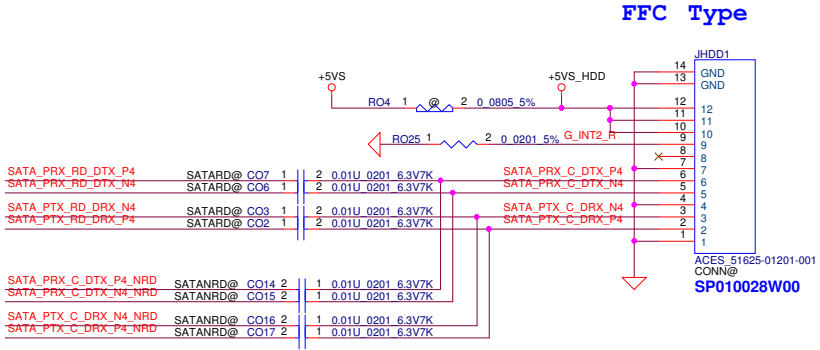 FFC Type
JHDD1
14 GND
13 GND
+5VS +5VS_HDD
RO4 1 @ 2 0_0805_5% 12 12
11 11
10 10
RO25 1 2 0_0201_5% G_INT2_R 9 9
8 8
7 7
SATA_PRX_RD_DTX_P4 SATARD@ CO7 1 2 0.01U_0201_6.3V7K SATA_PRX_C_DTX_P4 6 6
SATA_PRX_RD_DTX_N4 SATARD@ CO6 1 2 0.01U_0201_6.3V7K SATA_PRX_C_DTX_N4 5 5
4 4
SATA_PTX_RD_DRX_N4 SATARD@ CO3 1 2 0.01U_0201_6.3V7K SATA_PTX_C_DRX_N4 3 3
SATA_PTX_RD_DRX_P4 SATARD@ CO2 1 2 0.01U_0201_6.3V7K SATA_PTX_C_DRX_P4 2 2
1 1
ACES_51625-01201-001
CONN@
SP010028W00
SATA_PRX_C_DTX_P4_NRD SATANRD@ CO14 2 1 0.01U_0201_6.3V7K
SATA_PRX_C_DTX_N4_NRD SATANRD@ CO15 2 1 0.01U_0201_6.3V7K
SATA_PTX_C_DRX_N4_NRD SATANRD@ CO16 2 1 0.01U_0201_6.3V7K
SATA_PTX_C_DRX_P4_NRD SATANRD@ CO17 2 1 0.01U_0201_6.3V7K